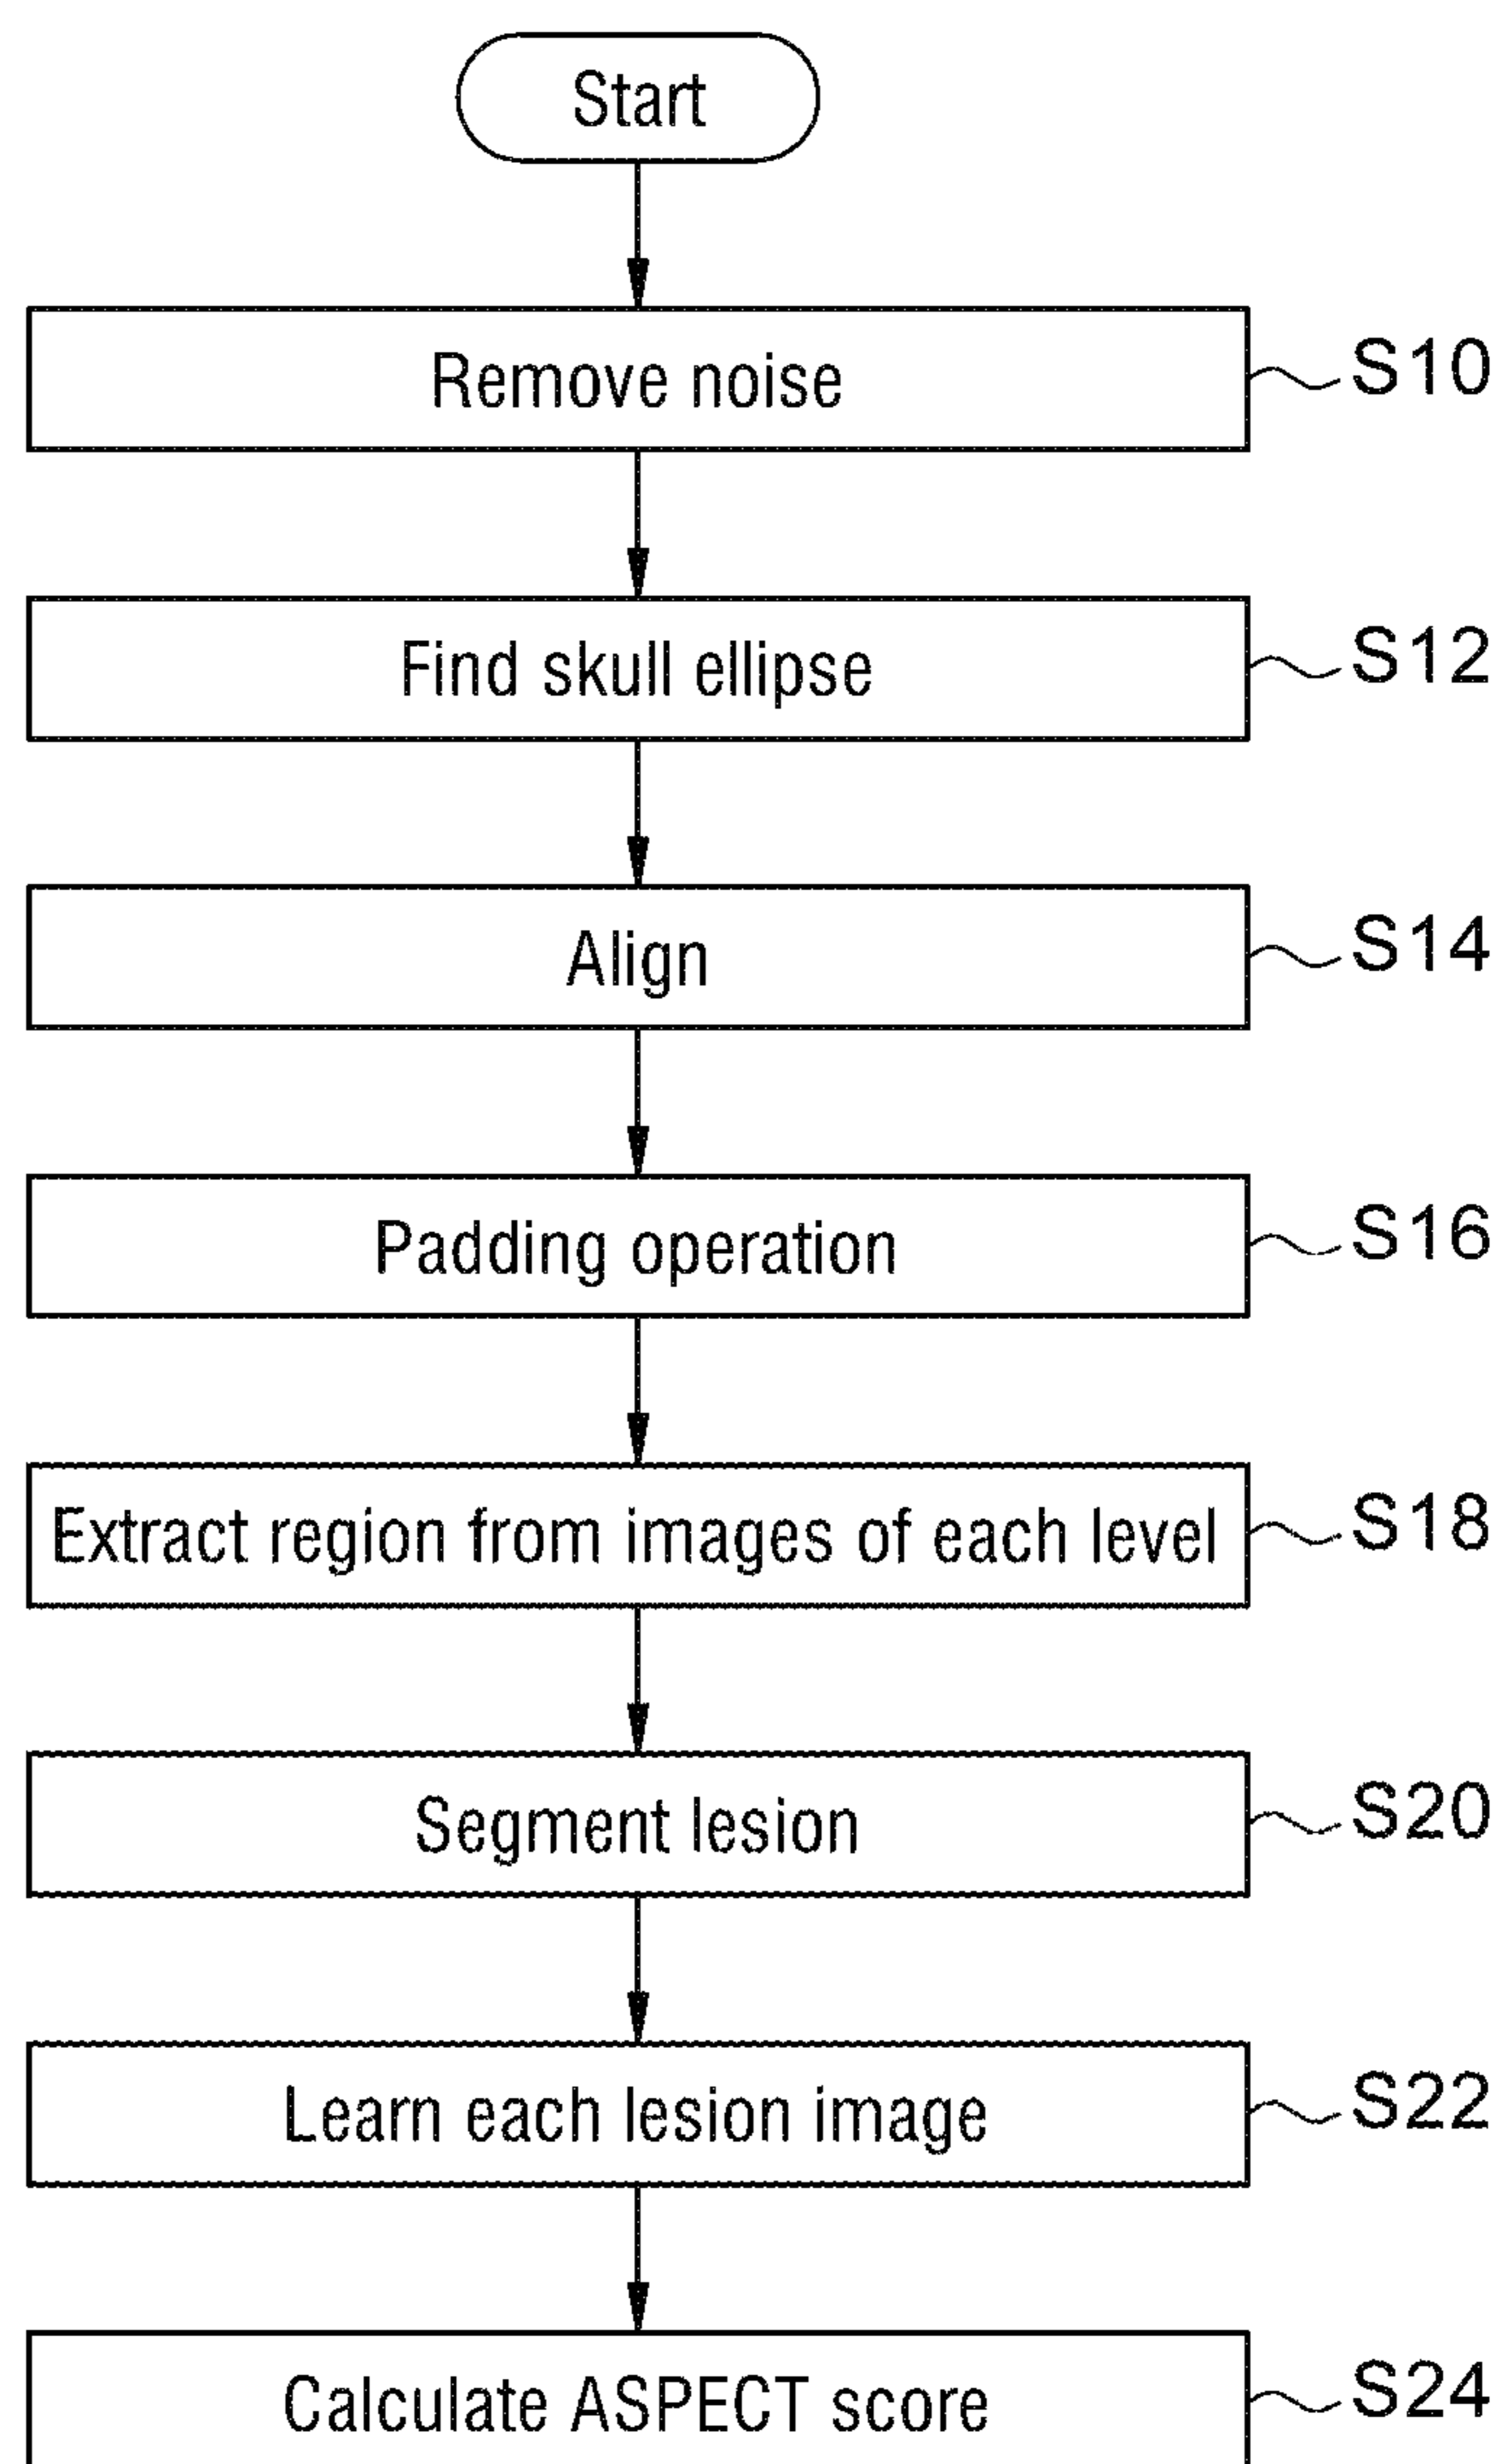 Start
Remove noise S10
Find skull ellipse S12
Align S14
Padding operation S16
Extract region from images of each level S18
Segment lesion S20
Learn each lesion image S22
Calculate ASPECT score S24